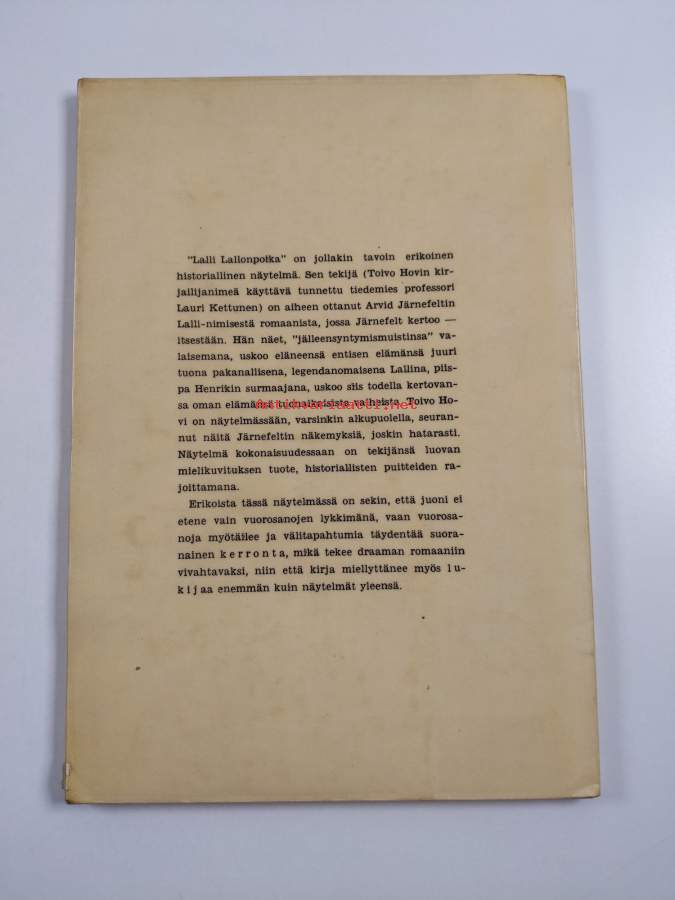 "Lalli Lallonpoika" on jollakin tavoin erikoinen
historiallinen näytelmä. Sen tekijä (Toivo Hovin kir-
jailijanimeä käyttävä tunnettu tiedemies professori
Lauri Kettunen) on aiheen ottanut Arvid Järnefeltin
Lalli-nimisestä romaanista, jossa Järnefelt kertoo —
itsestään. Hän näet, "jälleensyntymismuistinsa" va-
laisemana, uskoo eläneensä entisen elämänsä juuri
tuona pakanallisena, legendanomaisena Lallina, piis-
pa Henrikin surmaajana, uskoo siis todella kertovan-
sa oman elämänsä tuonaikaisista vaiheista. Toivo Ho-
antikvariaatti.net
vi on näytelmässään, varsinkin alkupuolella, seuran-
nut näitä Järnefeltin näkemyksiä, joskin hatarasti.
Näytelmä kokonaisuudessaan on tekijänsä luovan
mielikuvituksen tuote, historiallisten puitteiden ra-
joittamana.
Erikoista tässä näytelmässä on sekin, että juoni ei
etene vain vuorosanojen lykkimänä, vaan vuorosa-
noja myötäilee ja välitapahtumia täydentää suora-
nainen k e r r o n t a, mikä tekee draaman romaaniin
vivahtavaksi, niin että kirja miellyttänee myös l u-
k i j a a enemmän kuin näytelmät yleensä.